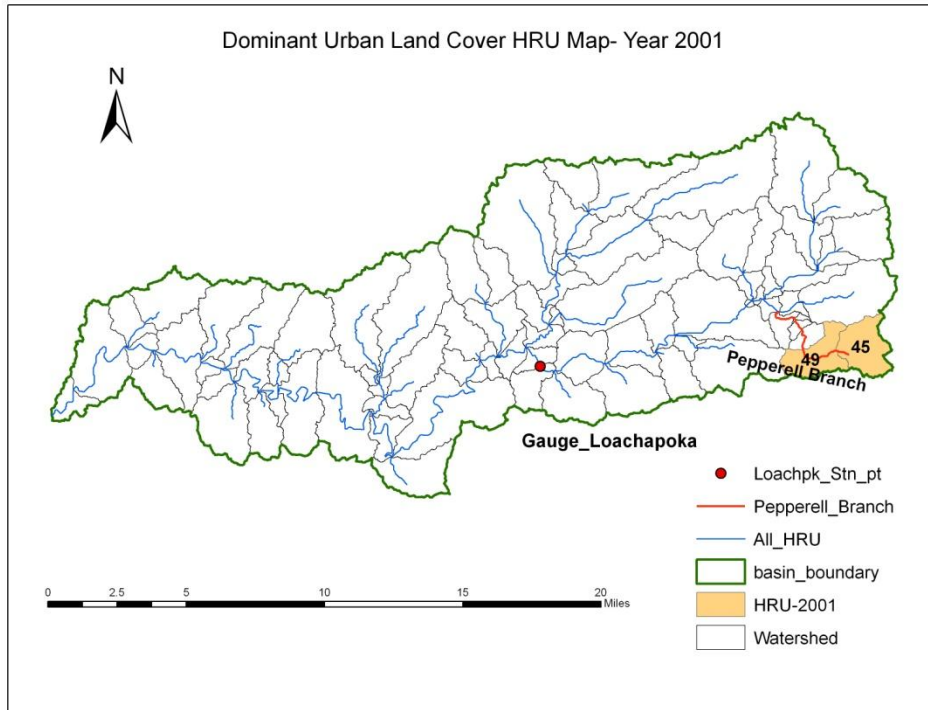 Dominant Urban Land Cover HRU Map- Year 2001
N
45
49
Pepperell Branch
Gauge_Loachapoka
Loachpk_Stn_pt
Pepperell_Branch
All_HRU
basin_boundary
HRU-2001
Watershed
0 2.5 5 10 15 20
Miles